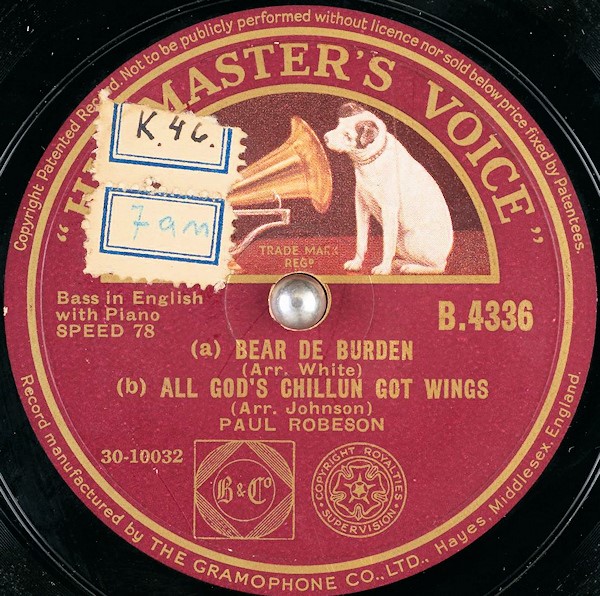 Copyright Patented Record. Not to be publicly performed without licence nor sold below price fixed by Patentees.
"H MASTER'S VOICE"
K.46.
7am
TRADE MARK
REGD
Bass in English
with Piano
SPEED 78
B.4336
(a) BEAR DE BURDEN
(Arr. White)
(b) ALL GOD'S CHILLUN GOT WINGS
(Arr. Johnson)
PAUL ROBESON
30-10032
B & Co
COPYRIGHT ROYALTIES
SUPERVISION
Record manufactured by THE GRAMOPHONE CO., LTD., Hayes, Middlesex, England.